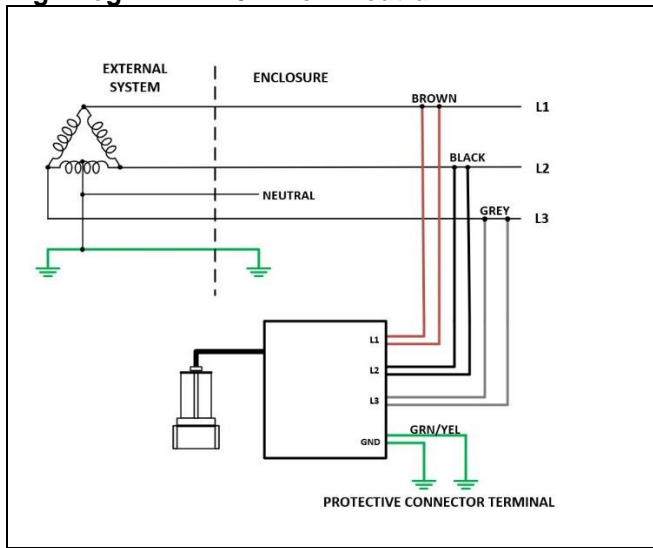 EXTERNAL
SYSTEM
ENCLOSURE
BROWN
L1
BLACK
L2
NEUTRAL
GREY
L3
L1
L2
L3
GRN/YEL
GND
PROTECTIVE CONNECTOR TERMINAL